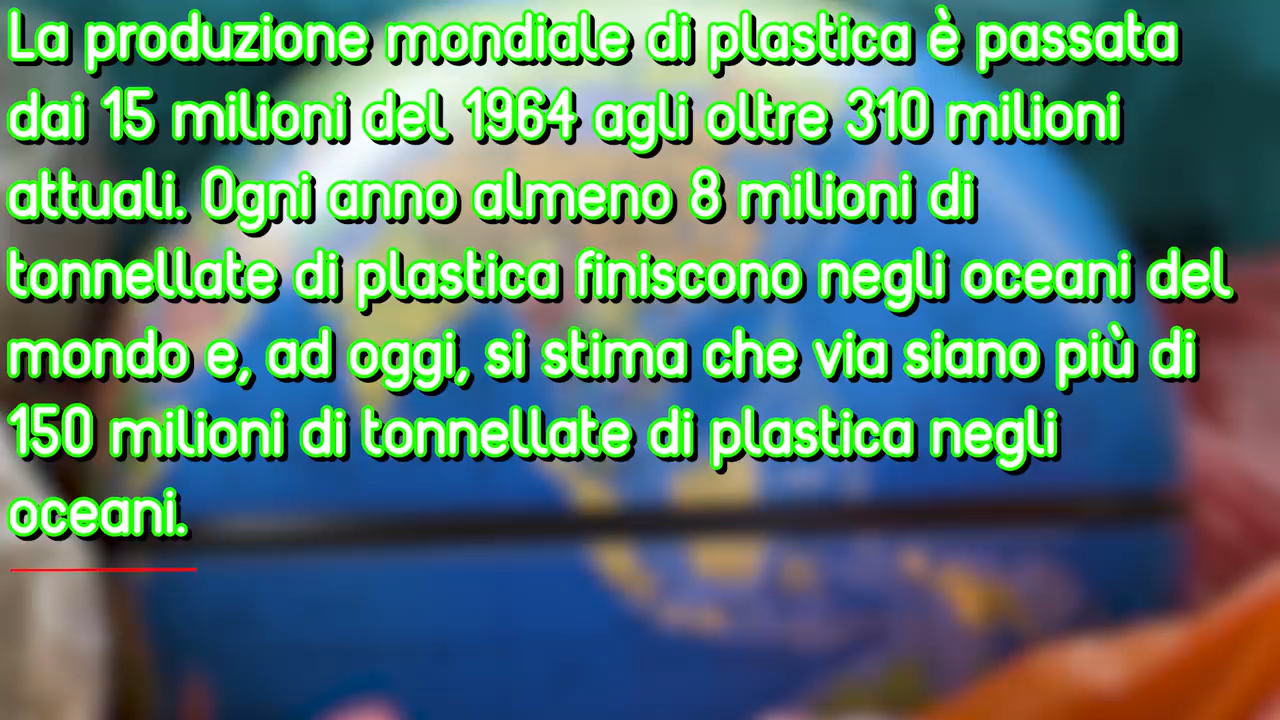 La produzione mondiale di plastica è passata
dai 15 milioni del 1964 agli oltre 310 milioni
attuali. Ogni anno almeno 8 milioni di
tonnellate di plastica finiscono negli oceani del
mondo e, ad oggi, si stima che via siano più di
150 milioni di tonnellate di plastica negli
oceani.